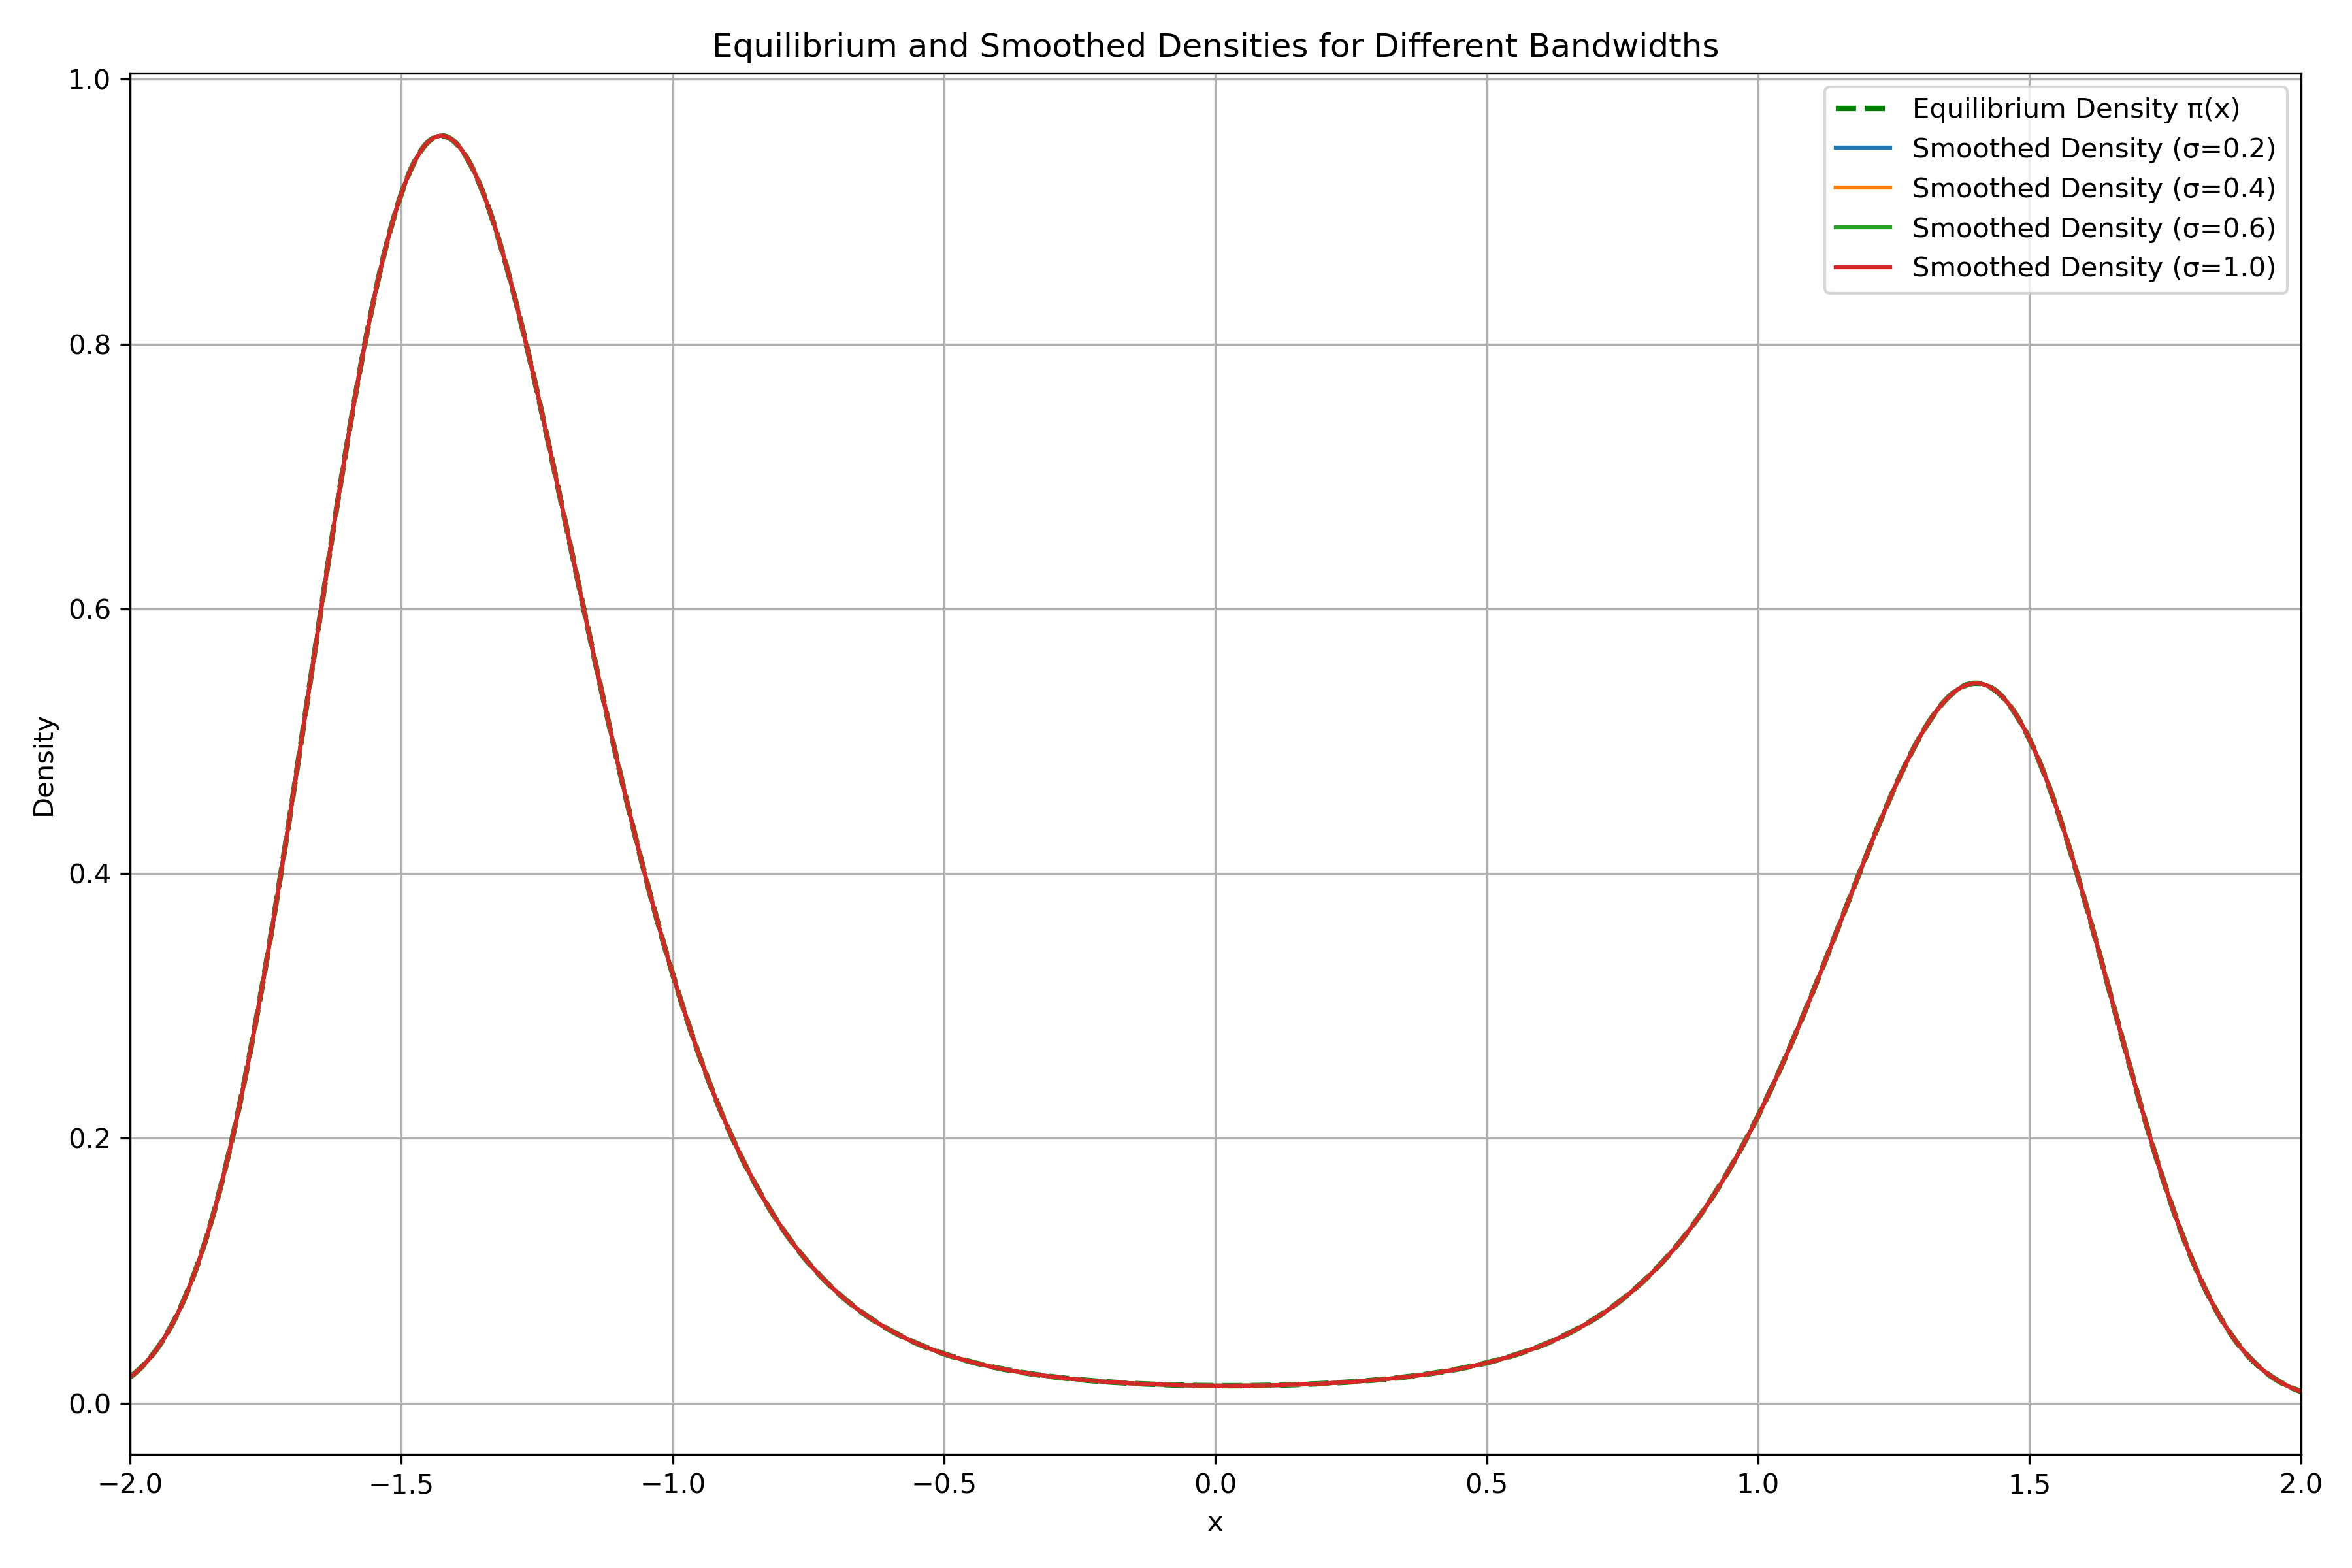 Equilibrium and Smoothed Densities for Different Bandwidths
1.0
0.8
0.6
0.4
0.2
0.0
Density
Equilibrium Density π(x)
Smoothed Density (σ=0.2)
Smoothed Density (σ=0.4)
Smoothed Density (σ=0.6)
Smoothed Density (σ=1.0)
−2.0 −1.5 −1.0 −0.5 0.0 0.5 1.0 1.5 2.0
x